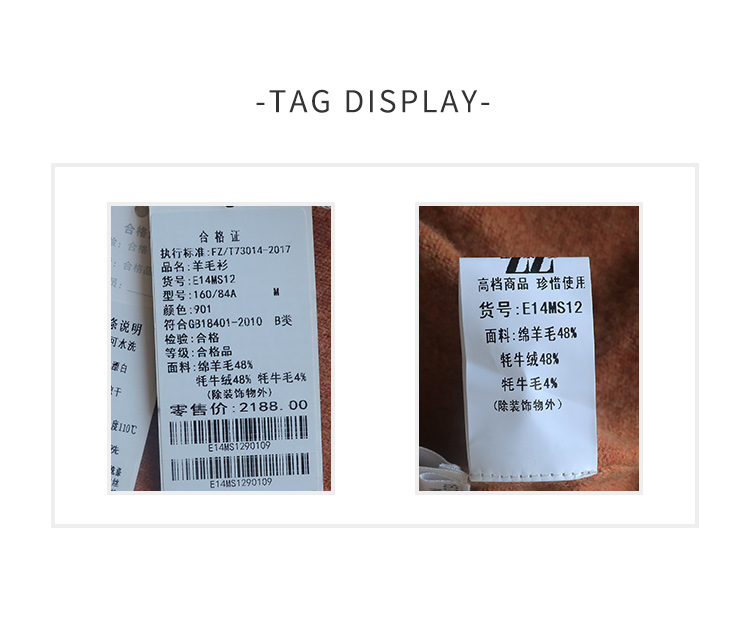 -TAG DISPLAY-
合格证
执行标准:FZ/T73014-2017
品名:羊毛衫
货号:E14MS12
型号:160/84A M
颜色:901
符合GB18401-2010 B类
检验:合格
等级:合格品
面料:绵羊毛48%
牦牛绒48% 牦牛毛4%
(除装饰物外)
零售价:2188.00
E14MS1290109
E14MS1290109
条说明
可水洗
漂白
度110℃
高档商品 珍惜使用
货号:E14MS12
面料:绵羊毛48%
牦牛绒48%
牦牛毛4%
(除装饰物外)